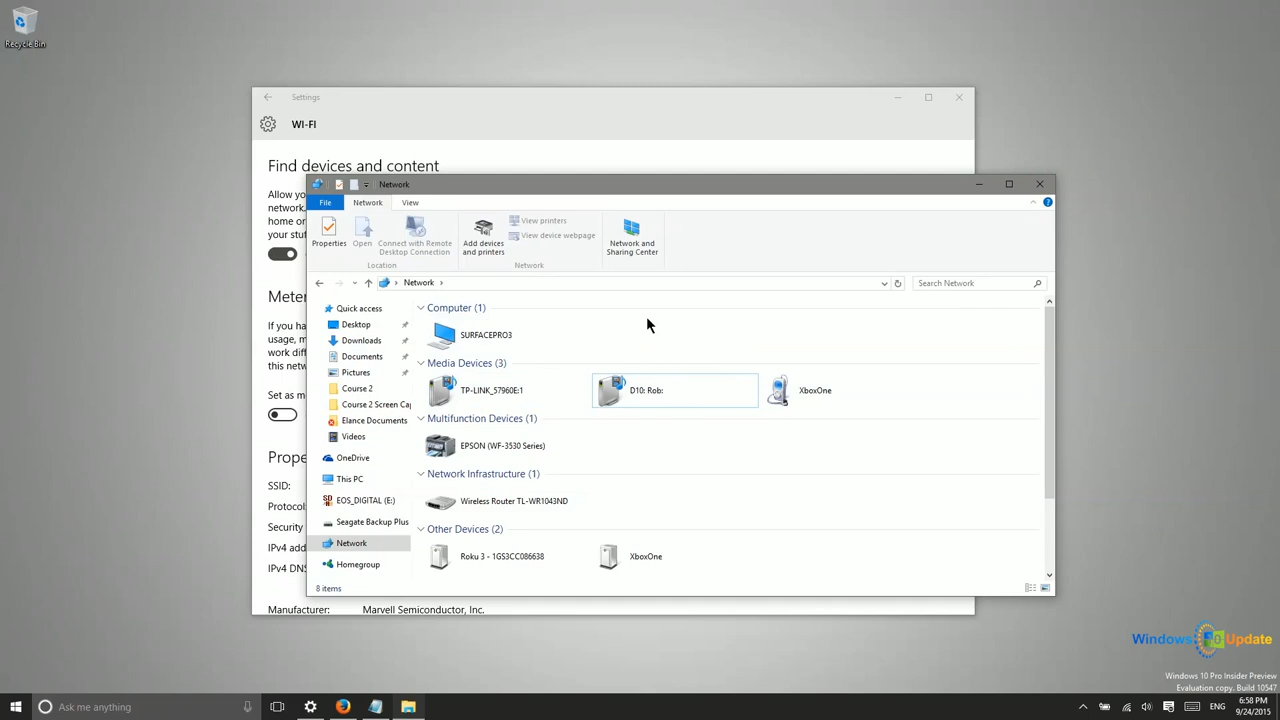 Recycle Bin
Settings
WI-FI
Find devices and content
Allow yo
network,
home or
your stuf
Meter
If you ha
usage, m
work diff
this netw
Set as m
Prope
SSID:
Protoco
Security
IPv4 add
IPv4 DNS
Manufacturer: Marvell Semiconductor, Inc.
Network
File Network View
Properties Open Connect with Remote Desktop Connection
Location
Add devices and printers
View printers
View device webpage
Network and Sharing Center
Network
Network
Search Network
Quick access
Desktop
Downloads
Documents
Pictures
Course 2
Course 2 Screen Cap
Elance Documents
Videos
OneDrive
This PC
EOS_DIGITAL (E:)
Seagate Backup Plus
Network
Homegroup
Computer (1)
SURFACEPRO3
Media Devices (3)
TP-LINK_57960E:1 D10: Rob: XboxOne
Multifunction Devices (1)
EPSON (WF-3530 Series)
Network Infrastructure (1)
Wireless Router TL-WR1043ND
Other Devices (2)
Roku 3 - 1GS3CC086638 XboxOne
8 items
Windows 10 Update
Windows 10 Pro Insider Preview
Evaluation copy. Build 10547
Ask me anything
ENG
6:58 PM
9/24/2015